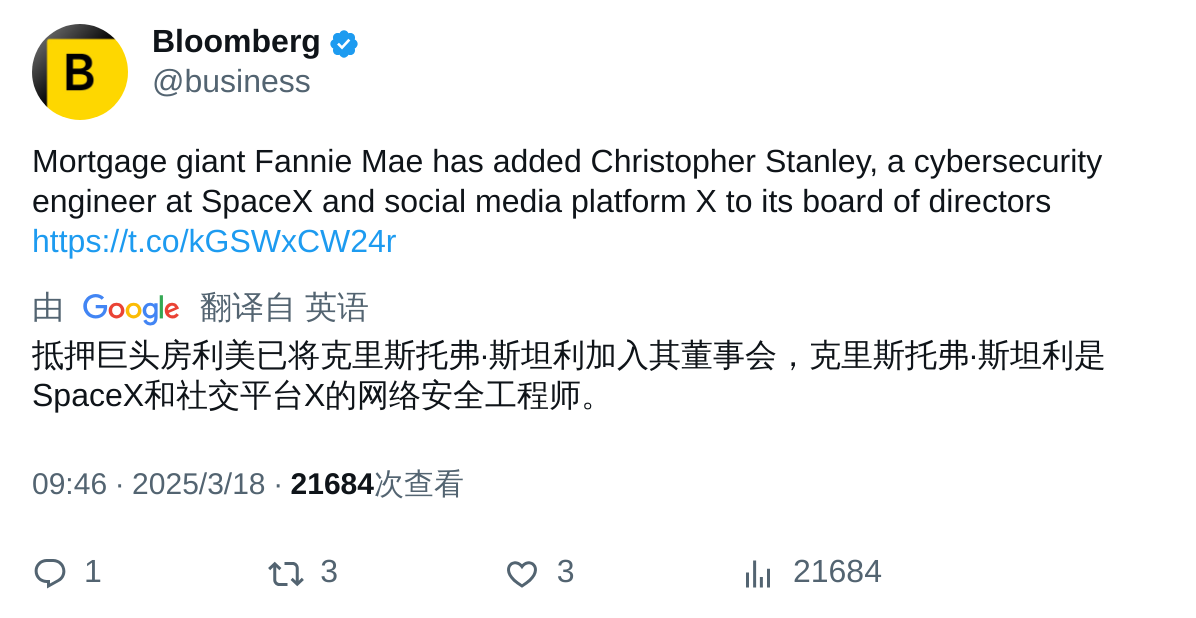 B
Bloomberg
@business
Mortgage giant Fannie Mae has added Christopher Stanley, a cybersecurity
engineer at SpaceX and social media platform X to its board of directors
https://t.co/kGSWxCW24r
由 Google 翻译自 英语
抵押巨头房利美已将克里斯托弗·斯坦利加入其董事会，克里斯托弗·斯坦利是
SpaceX和社交平台X的网络安全工程师。
09:46 · 2025/3/18 · 21684次查看
1 3 3 21684